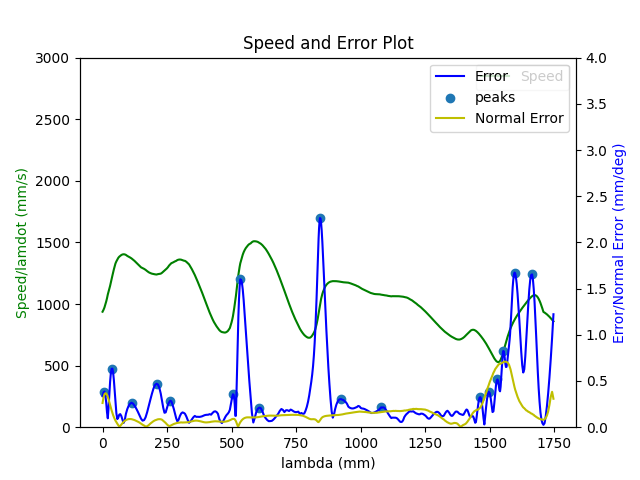 Speed and Error Plot
3000
2500
2000
1500
1000
500
0
Speed/lamdot (mm/s)
4.0
3.5
3.0
2.5
2.0
1.5
1.0
0.5
0.0
Error/Normal Error (mm/deg)
Error
Speed
peaks
Normal Error
0 250 500 750 1000 1250 1500 1750
lambda (mm)